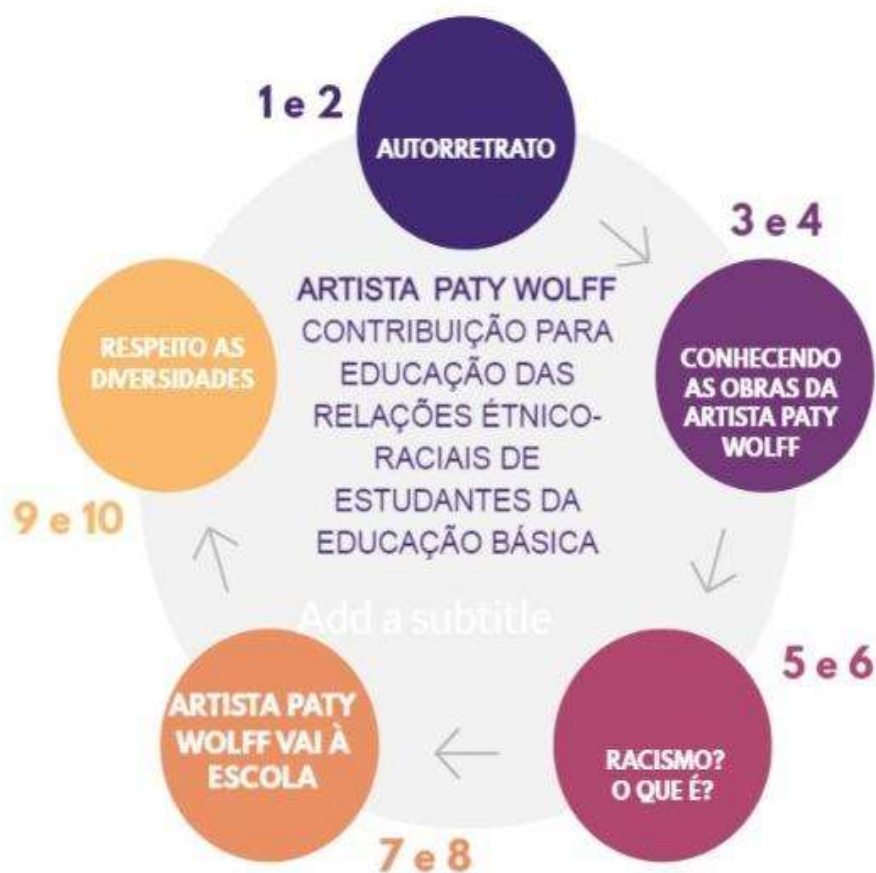 1 e 2
AUTORRETRATO
3 e 4
CONHECENDO
AS OBRAS DA
ARTISTA PATY
WOLFF
5 e 6
RACISMO?
O QUE É?
7 e 8
ARTISTA PATY
WOLFF VAI À
ESCOLA
9 e 10
RESPEITO AS
DIVERSIDADES
ARTISTA PATY WOLFF
CONTRIBUIÇÃO PARA
EDUCAÇÃO DAS
RELAÇÕES ÉTNICO-
RACIAIS DE
ESTUDANTES DA
EDUCAÇÃO BÁSICA
Add a subtitle